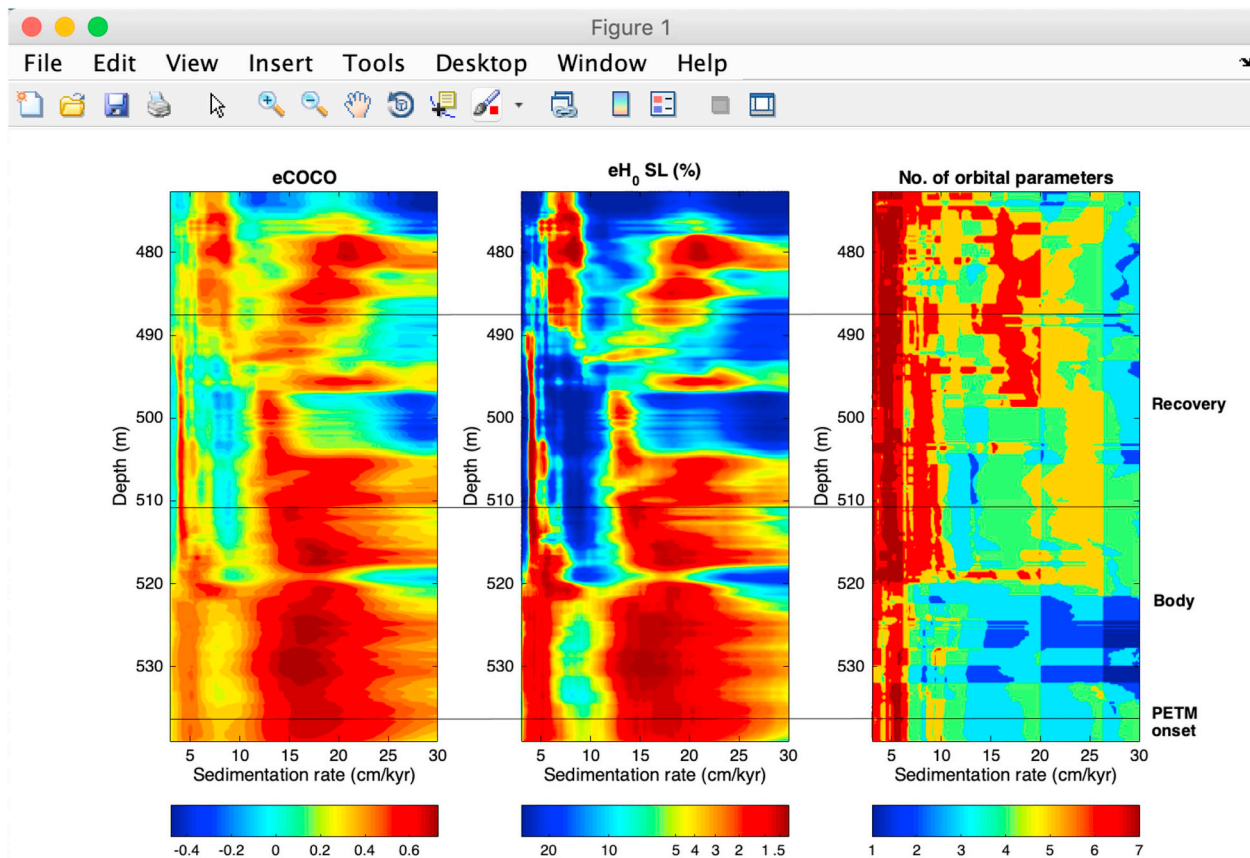 Figure 1
File Edit View Insert Tools Desktop Window Help
eCOCO
eH0 SL (%)
No. of orbital parameters
480
490
500
510
520
530
Depth (m)
480
490
500
510
520
530
Depth (m)
480
490
500
510
520
530
Depth (m)
Recovery
Body
PETM
onset
5 10 15 20 25 30
Sedimentation rate (cm/kyr)
5 10 15 20 25 30
Sedimentation rate (cm/kyr)
5 10 15 20 25 30
Sedimentation rate (cm/kyr)
-0.4 -0.2 0 0.2 0.4 0.6
20 10 5 4 3 2 1.5
1 2 3 4 5 6 7